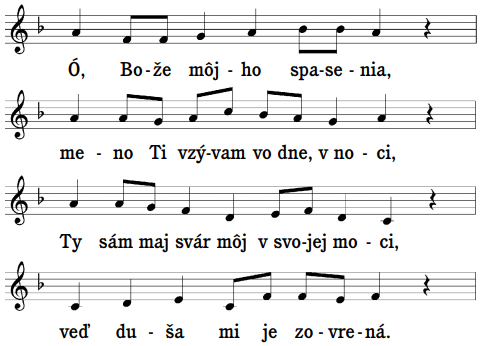 Ó, Bo - že môj - ho spa - se - nia,
me - no Ti vzý - vam vo dne, v no - ci,
Ty sám maj svár môj v svo - jej mo - ci,
veď du - ša mi je zo - vre - ná.